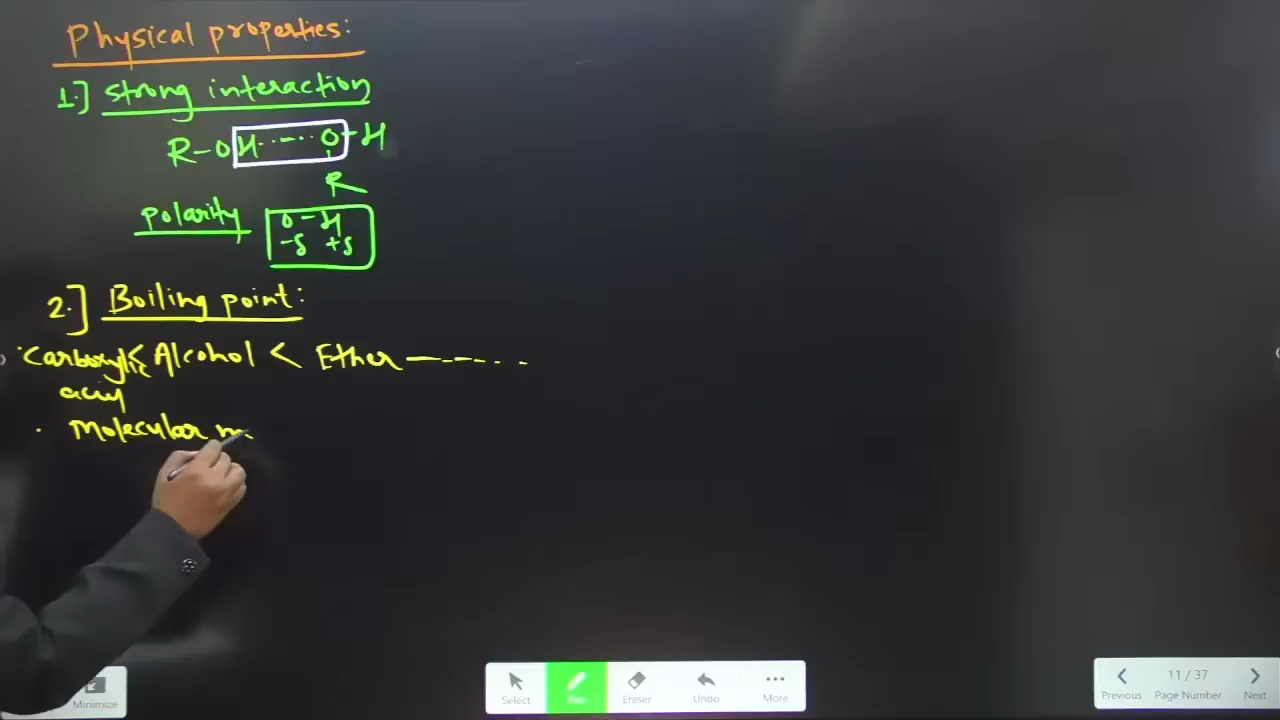 Physical properties:
1.] strong interaction
R-OH..-..O-H
R
polarity O-H
-δ +δ
2.] Boiling point:
Carboxylic < Alcohol < Ether ------..
acid
. Molecular m
Select Pen Eraser Undo More
Minimize
11 / 37
Previous Page Number Next